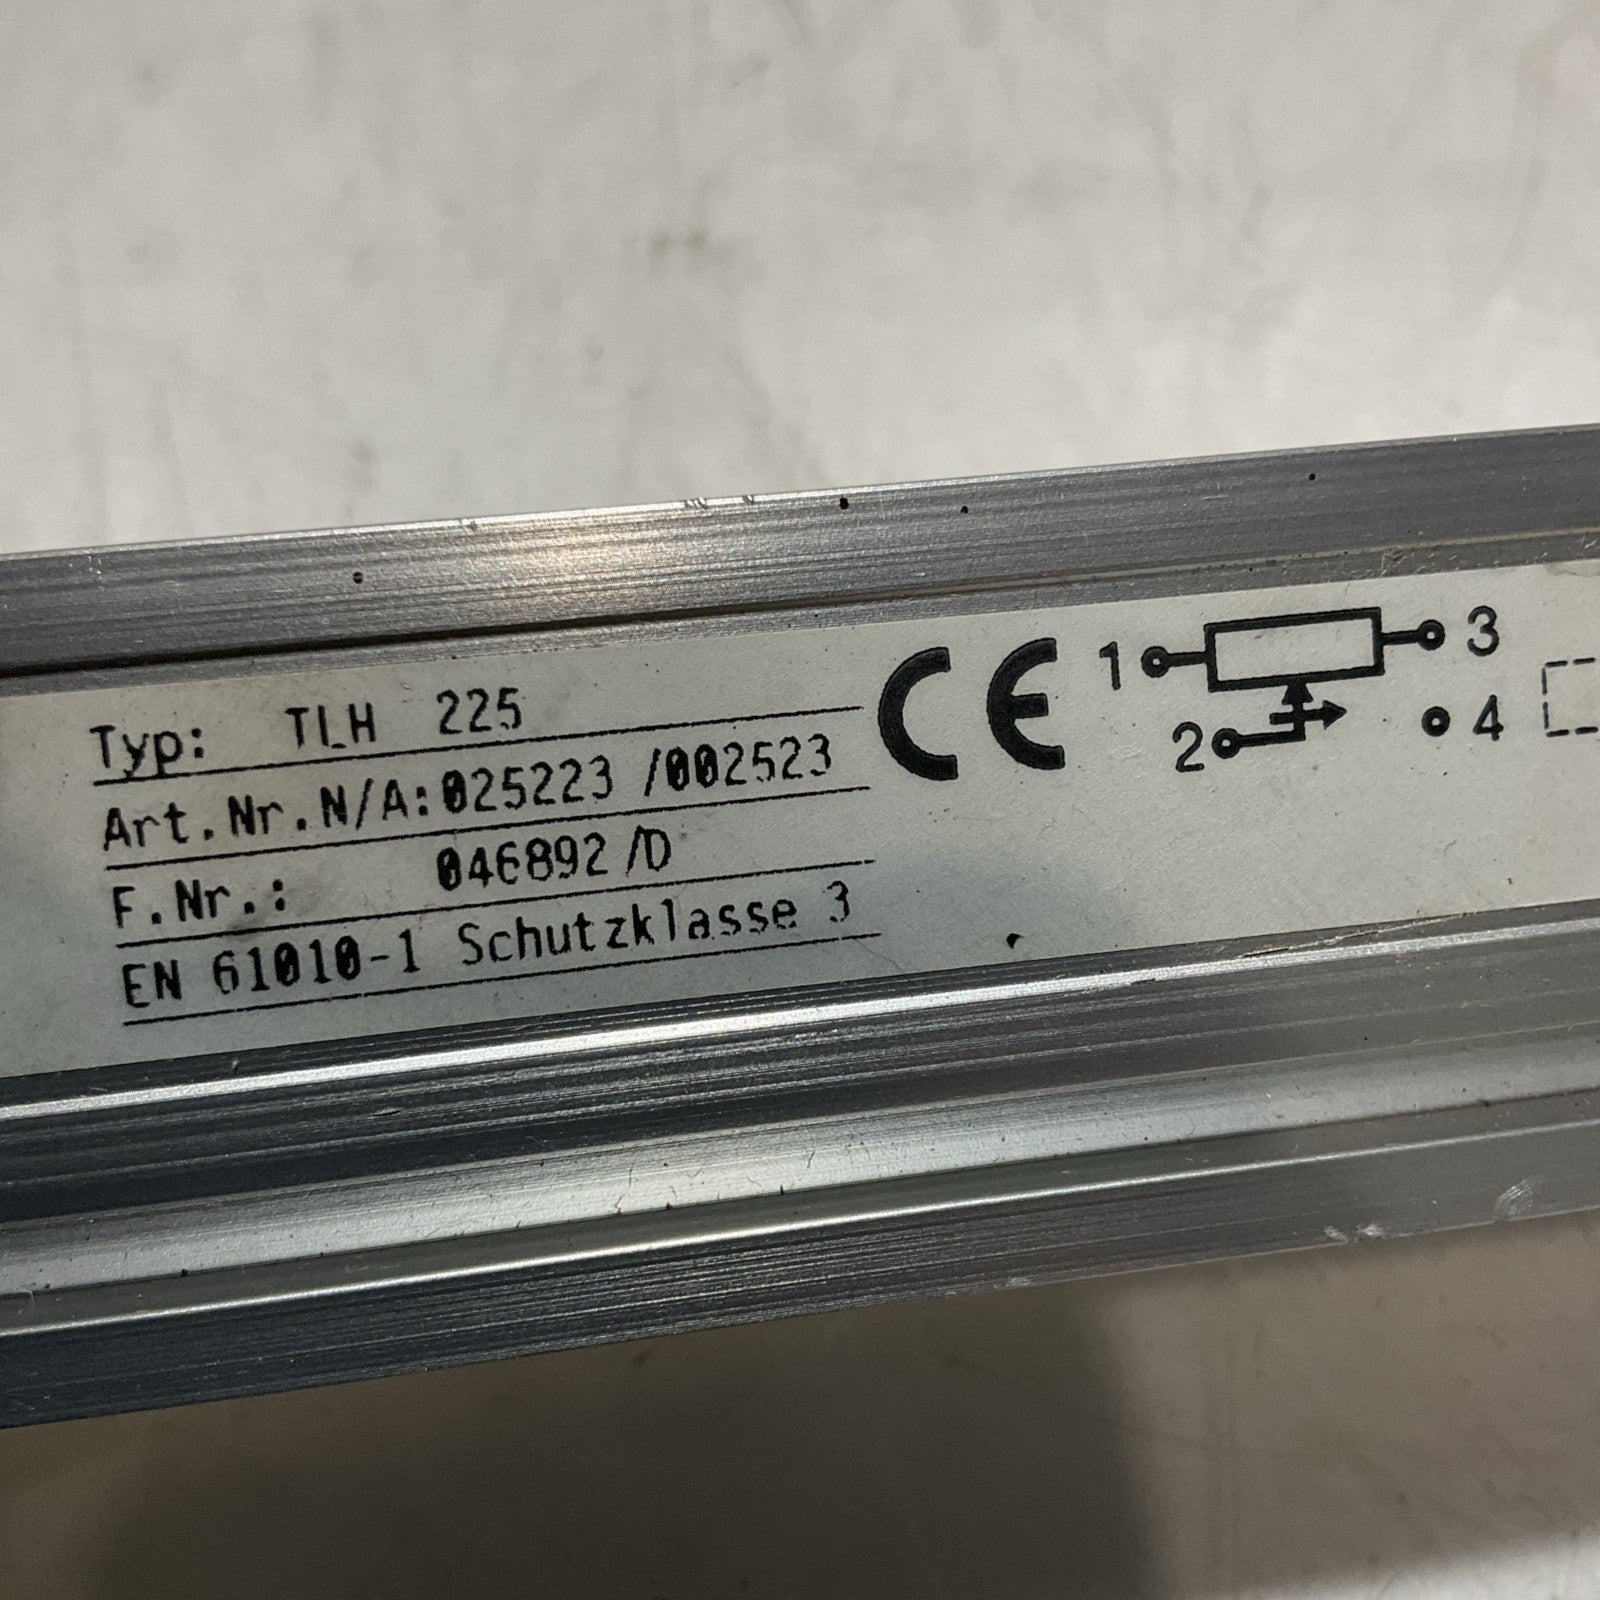 Typ: TLH 225
Art.Nr.N/A:025223 /002523
F.Nr.: 046892 /D
EN 61010-1 Schutzklasse 3
CE
1 3
2 4